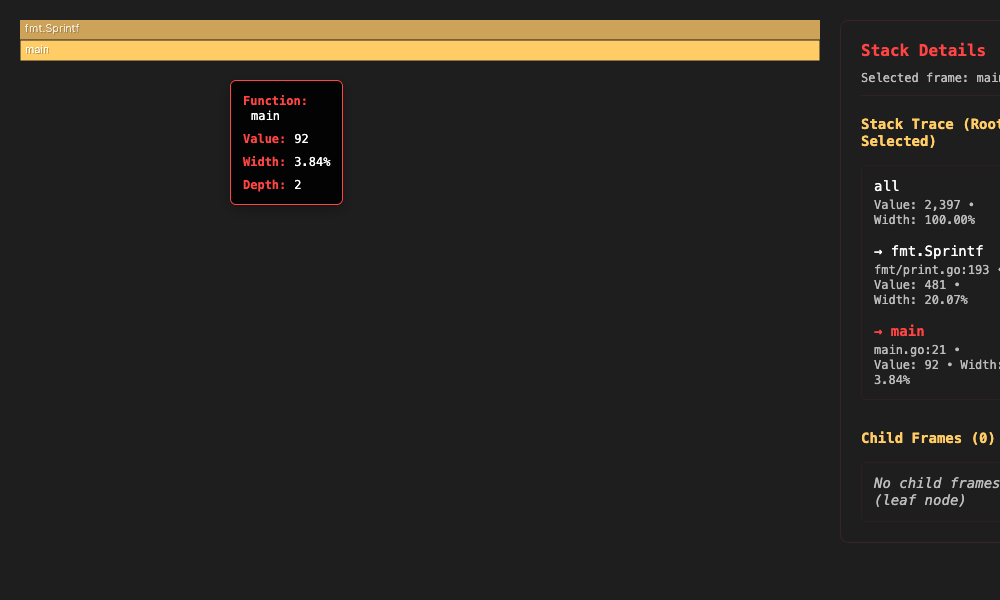 fmt.Sprintf
main
Function:
main
Value: 92
Width: 3.84%
Depth: 2
Stack Details
Selected frame: main
Stack Trace (Root
Selected)
all
Value: 2,397 •
Width: 100.00%
→ fmt.Sprintf
fmt/print.go:193 •
Value: 481 •
Width: 20.07%
→ main
main.go:21 •
Value: 92 • Width:
3.84%
Child Frames (0)
No child frames
(leaf node)